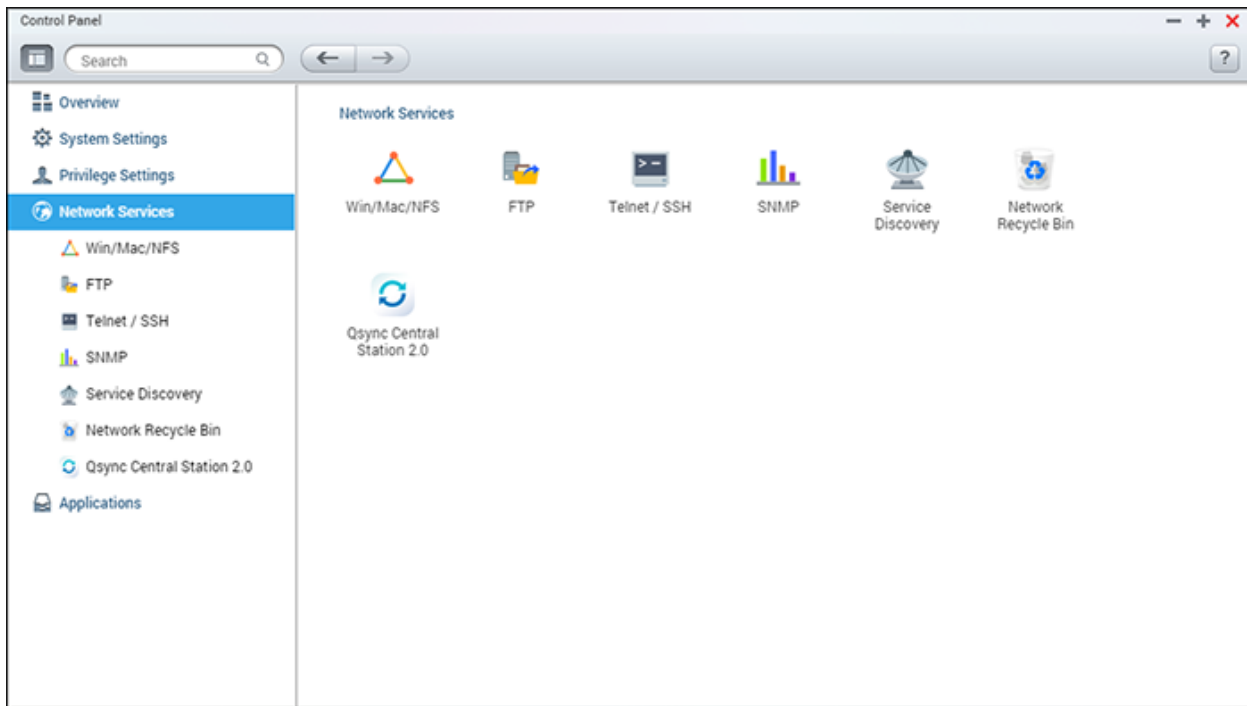 Control Panel
Search
?
Overview
System Settings
Privilege Settings
Network Services
Win/Mac/NFS
FTP
Telnet / SSH
SNMP
Service Discovery
Network Recycle Bin
Qsync Central Station 2.0
Applications
Network Services
Win/Mac/NFS
FTP
Telnet / SSH
SNMP
Service
Discovery
Network
Recycle Bin
Qsync Central
Station 2.0